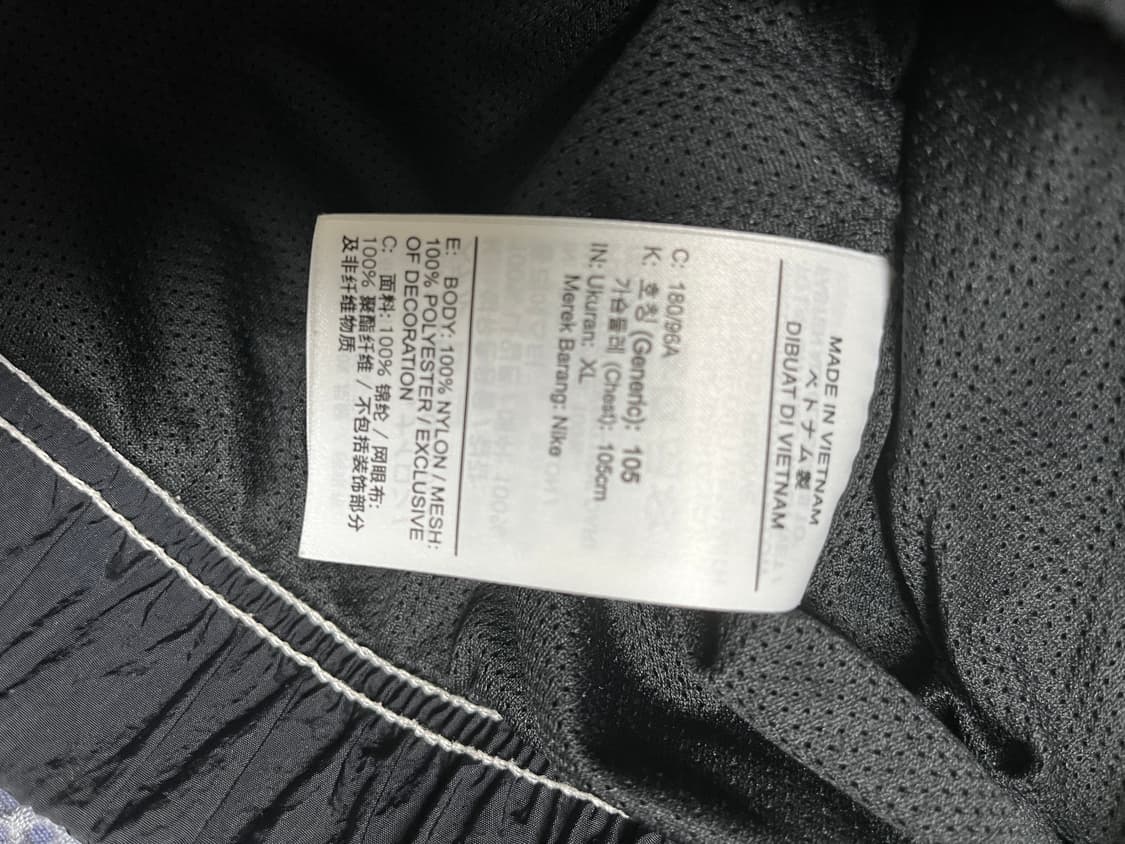 MADE IN VIETNAM
ベトナム製
DIBUAT DI VIETNAM
C: 180/96A
K: 호칭 (Generic): 105
가슴둘레 (Chest): 105cm
IN: Ukuran: XL
Merek Barang: Nike
E: BODY: 100% NYLON / MESH:
100% POLYESTER / EXCLUSIVE
OF DECORATION
C: 面料: 100% 锦纶 / 网眼布:
100% 聚酯纤维 / 不包括装饰部分
及非纤维物质